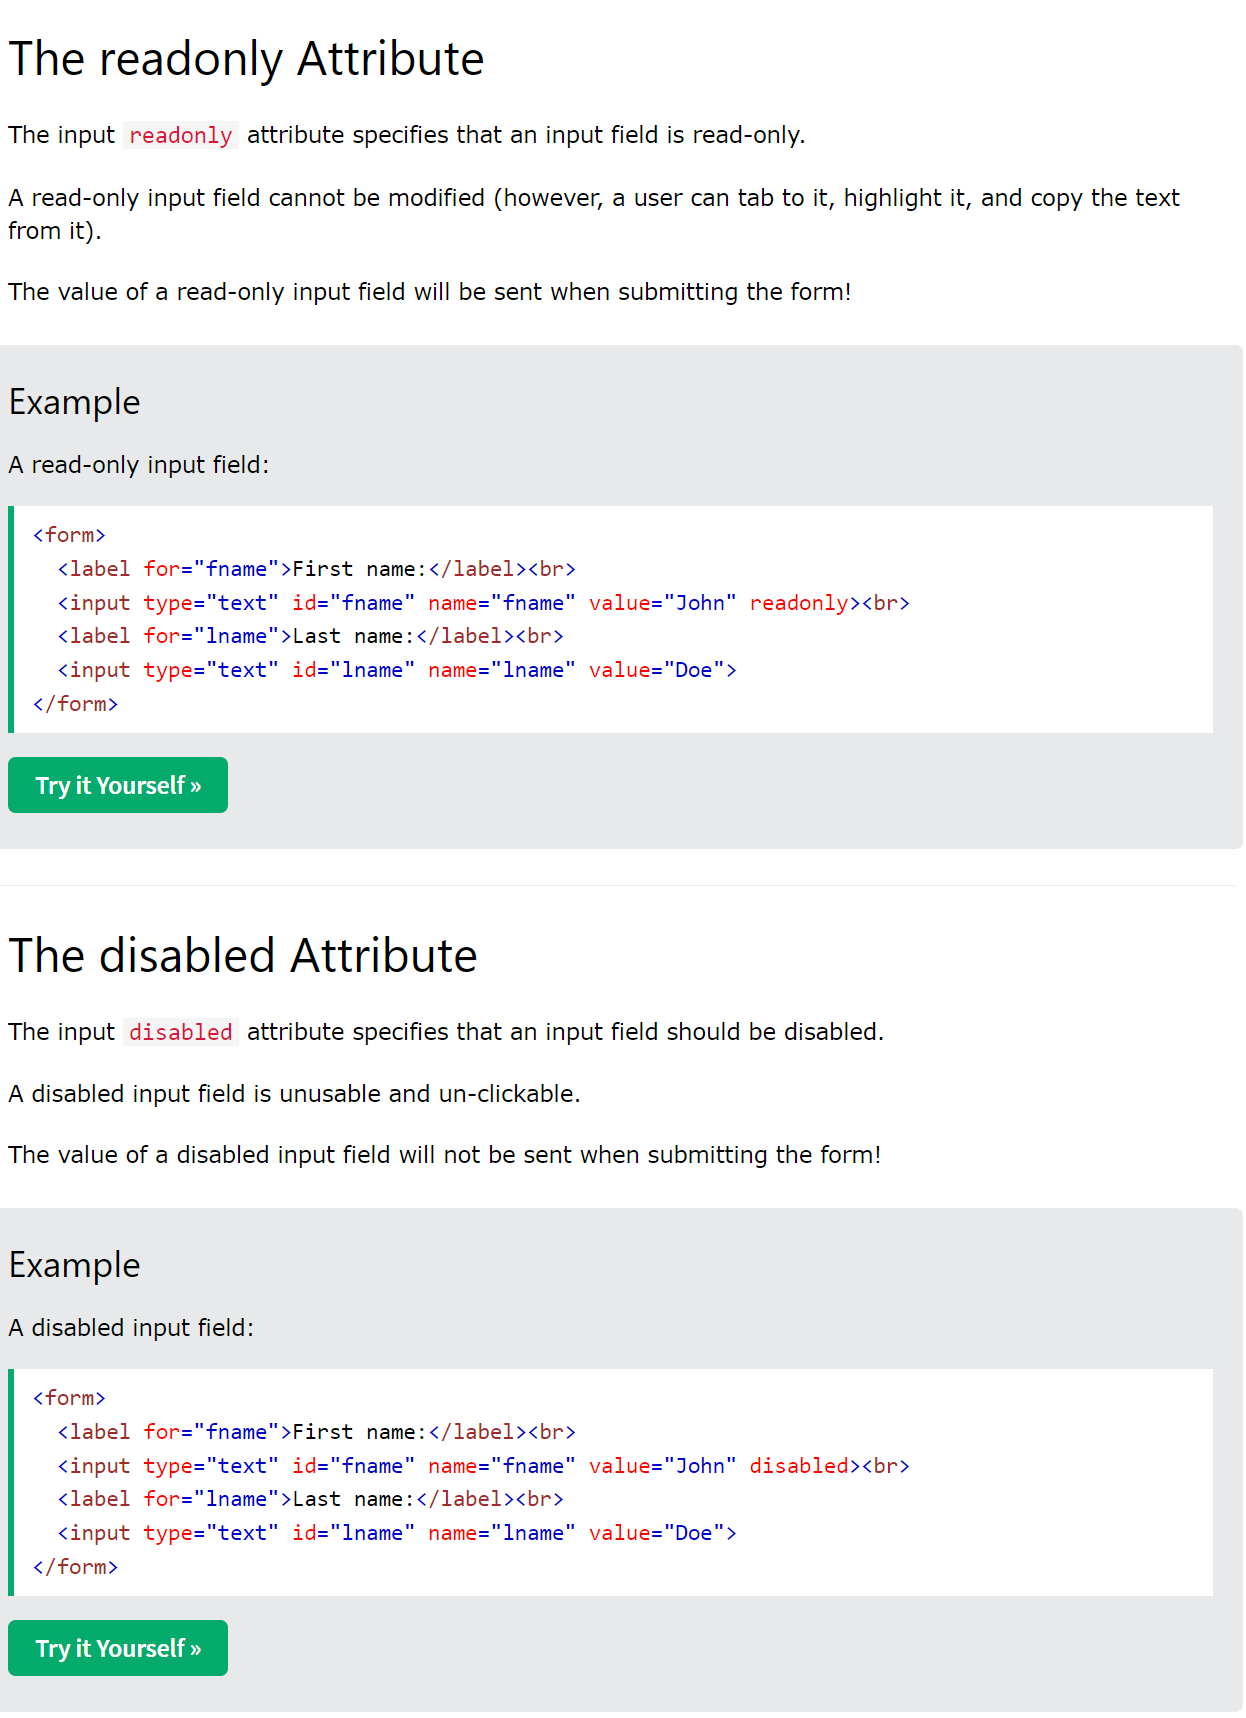 The readonly Attribute
The input readonly attribute specifies that an input field is read-only.
A read-only input field cannot be modified (however, a user can tab to it, highlight it, and copy the text
from it).
The value of a read-only input field will be sent when submitting the form!
Example
A read-only input field:
<form>
  <label for="fname">First name:</label><br>
  <input type="text" id="fname" name="fname" value="John" readonly><br>
  <label for="lname">Last name:</label><br>
  <input type="text" id="lname" name="lname" value="Doe">
</form>
Try it Yourself »
The disabled Attribute
The input disabled attribute specifies that an input field should be disabled.
A disabled input field is unusable and un-clickable.
The value of a disabled input field will not be sent when submitting the form!
Example
A disabled input field:
<form>
  <label for="fname">First name:</label><br>
  <input type="text" id="fname" name="fname" value="John" disabled><br>
  <label for="lname">Last name:</label><br>
  <input type="text" id="lname" name="lname" value="Doe">
</form>
Try it Yourself »